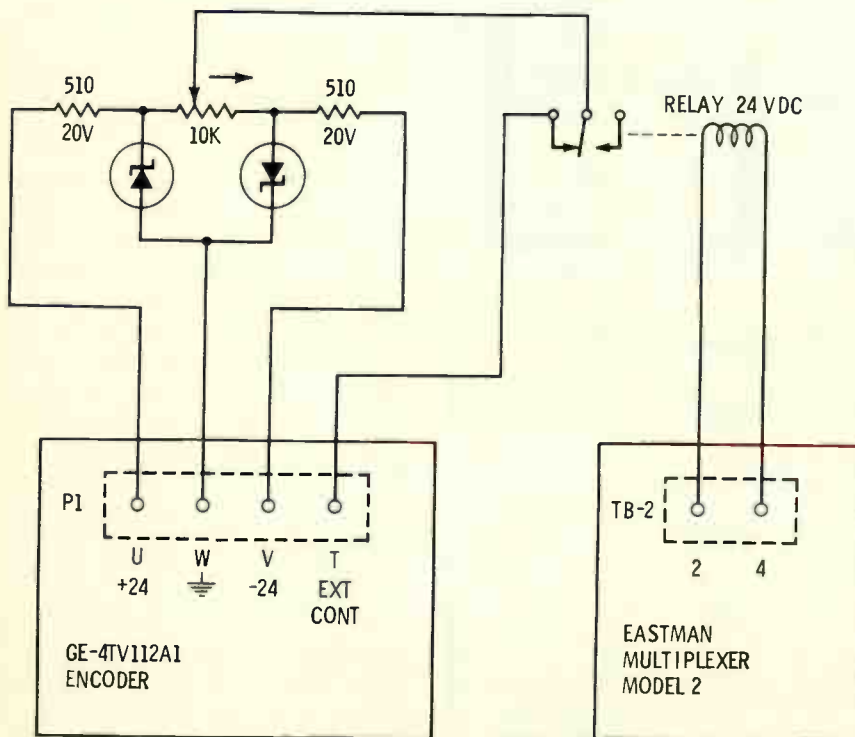 510
20V
10K
510
20V
RELAY 24 VDC
P1
U
W
V
T
+24
-24
EXT
CONT
GE-4TV112A1
ENCODER
TB-2
2
4
EASTMAN
MULTIPLEXER
MODEL 2